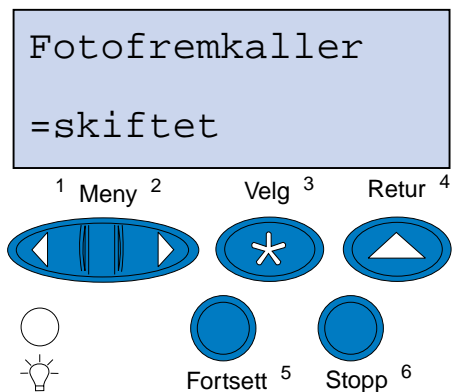 Fotofremkaller
=skiftet
1 Meny 2 Velg 3 Retur 4
Fortsett 5 Stopp 6